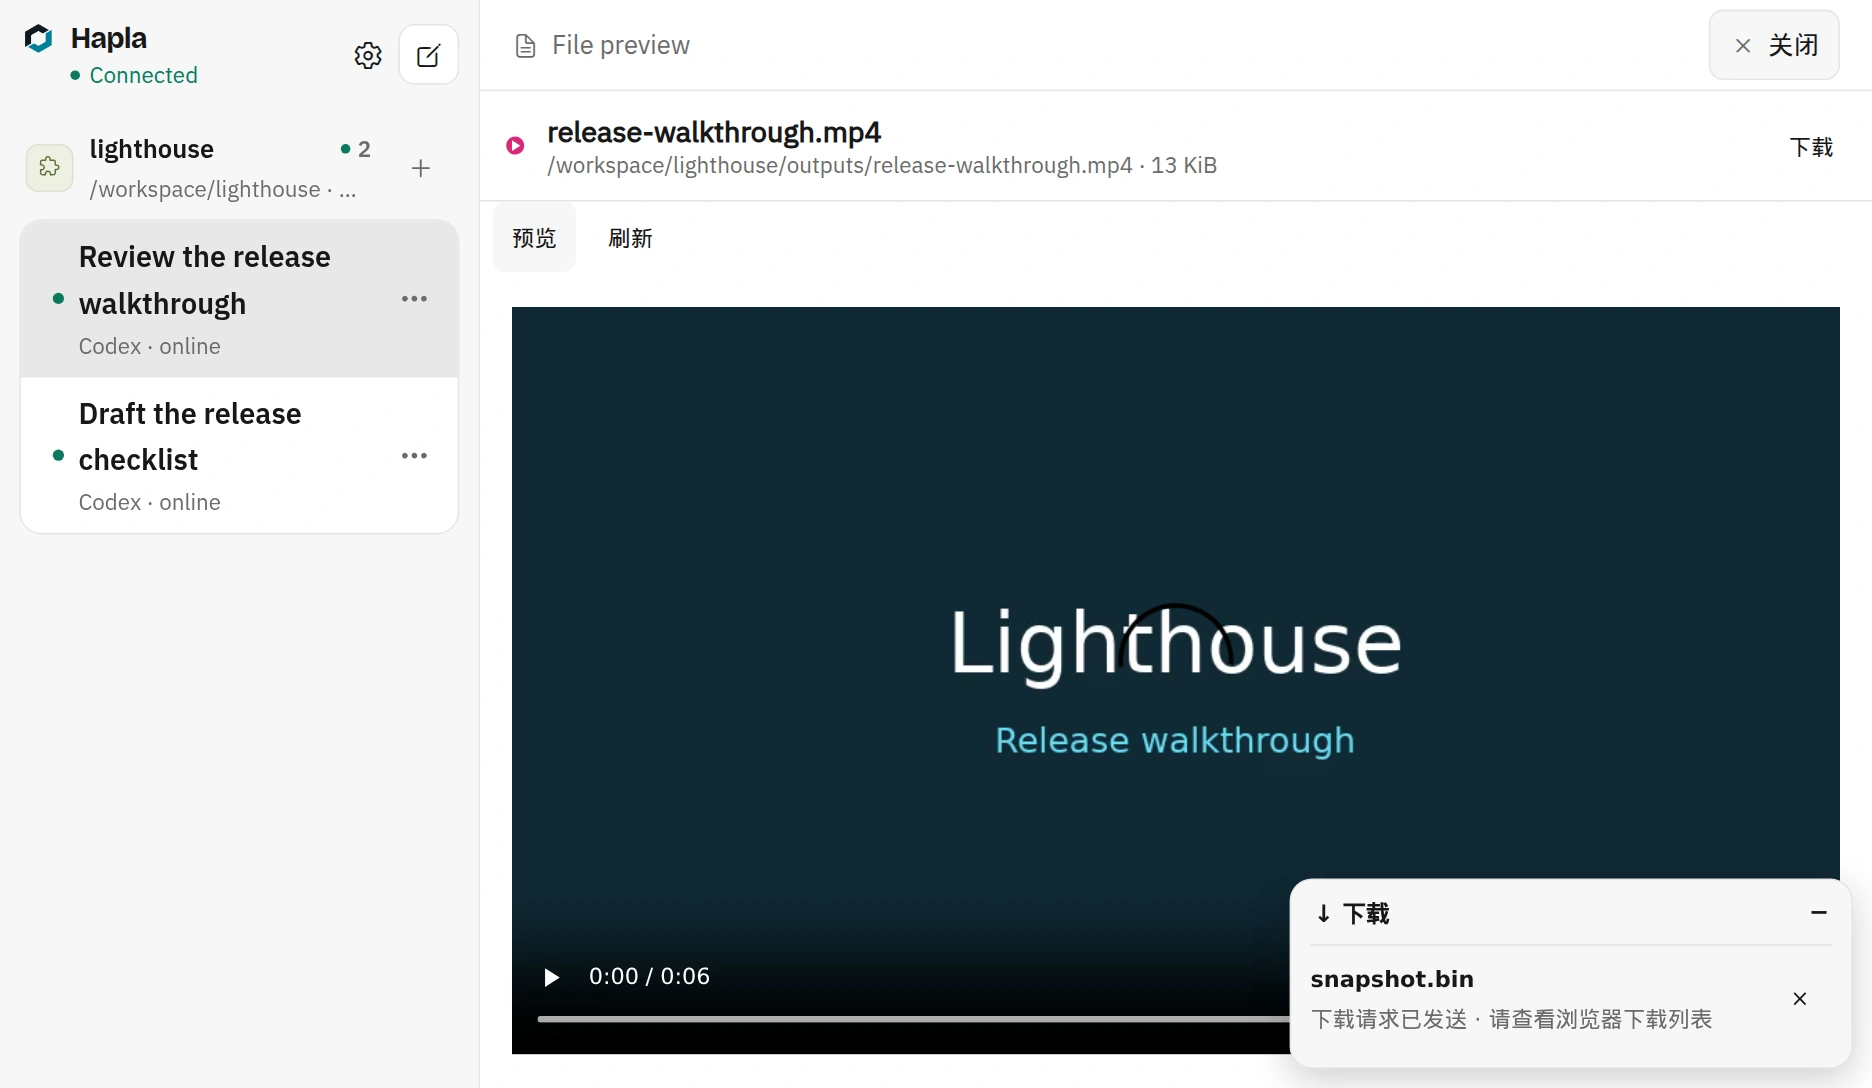 Hapla
Connected
lighthouse
2
/workspace/lighthouse · ...
Review the release
walkthrough
Codex · online
Draft the release
checklist
Codex · online
File preview
关闭
release-walkthrough.mp4
/workspace/lighthouse/outputs/release-walkthrough.mp4 · 13 KiB
下载
预览
刷新
Lighthouse
Release walkthrough
0:00 / 0:06
下载
snapshot.bin
下载请求已发送 · 请查看浏览器下载列表